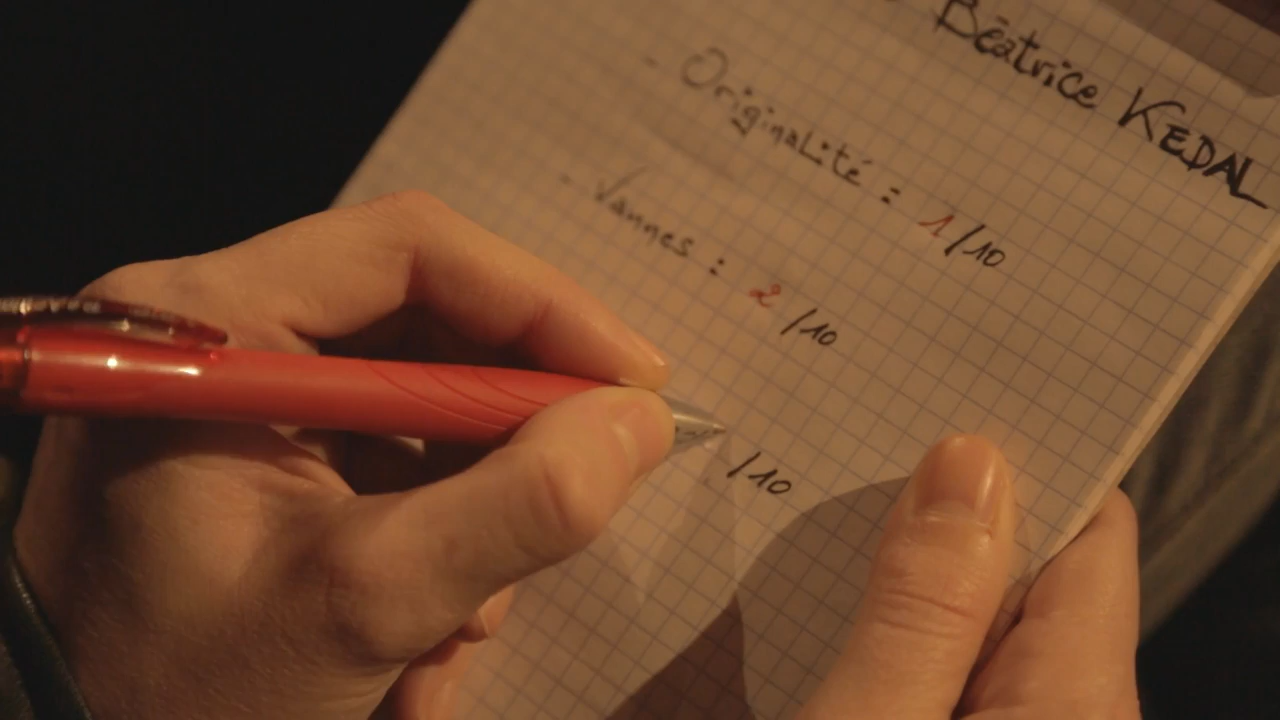 Béatrice KEDAL
- Originalité : 1/10
- Vannes : 2/10
/10